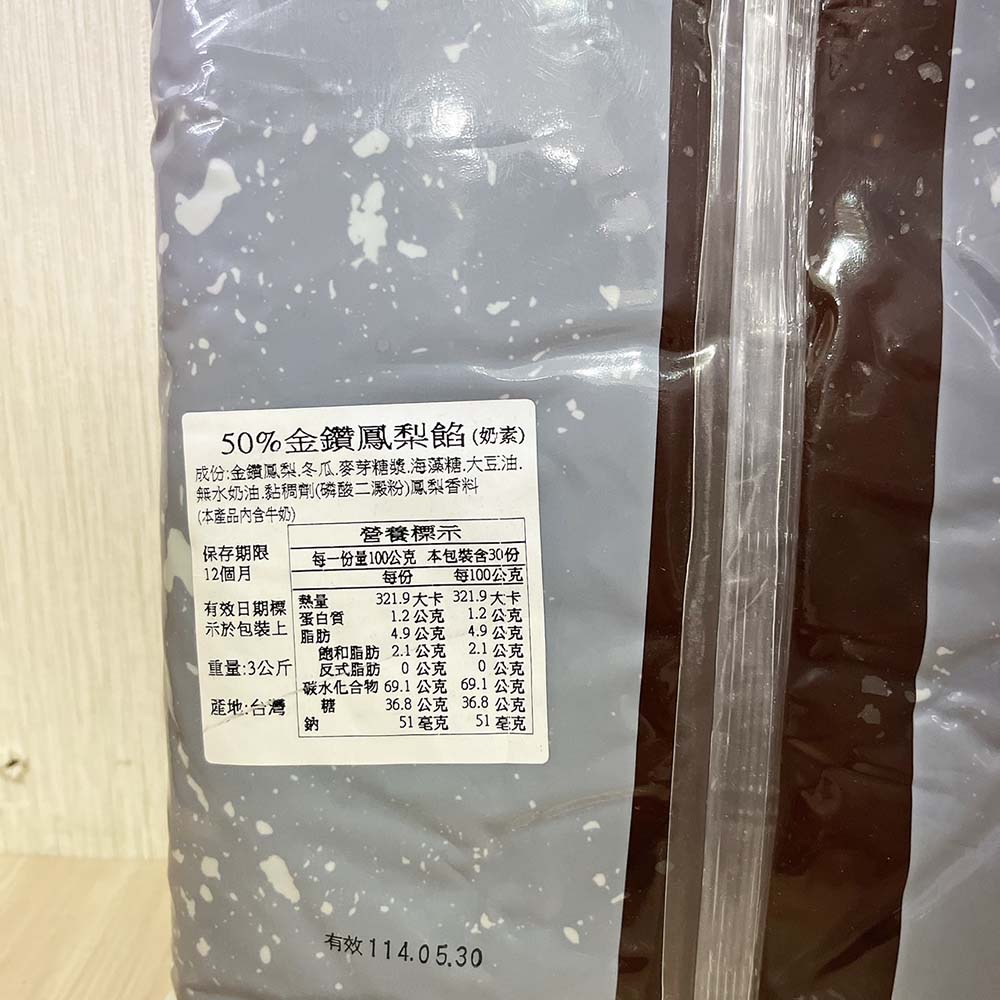 50%金鑽鳳梨餡(奶素)
成份:金鑽鳳梨.冬瓜.麥芽糖漿.海藻糖.大豆油.
無水奶油.黏稠劑(磷酸二澱粉)鳳梨香料
(本產品內含牛奶)
保存期限
12個月
有效日期標
示於包裝上
重量:3公斤
產地:台灣
營養標示
每一份量100公克 本包裝含30份
每份 每100公克
熱量 321.9大卡 321.9大卡
蛋白質 1.2公克 1.2公克
脂肪 4.9公克 4.9公克
飽和脂肪 2.1公克 2.1公克
反式脂肪 0公克 0公克
碳水化合物 69.1公克 69.1公克
糖 36.8公克 36.8公克
鈉 51毫克 51毫克
有效114.05.30